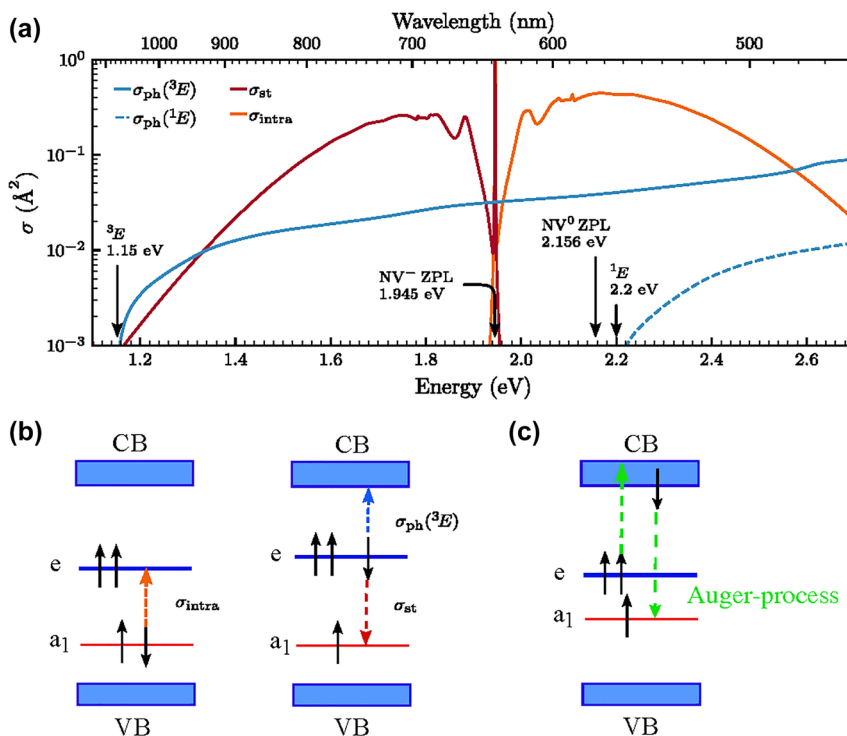 (a)
Wavelength (nm)
1000 900 800 700 600 500
σph(³E) σst
σph(¹E) σintra
10⁰
10⁻¹
10⁻²
10⁻³
σ (Å²)
³E
1.15 eV
NV⁻ ZPL
1.945 eV
NV⁰ ZPL
2.156 eV
¹E
2.2 eV
1.2 1.4 1.6 1.8 2.0 2.2 2.4 2.6
Energy (eV)
(b)
CB
e
σintra
a₁
VB
CB
σph(³E)
e
σst
a₁
VB
(c)
CB
e
Auger-process
a₁
VB